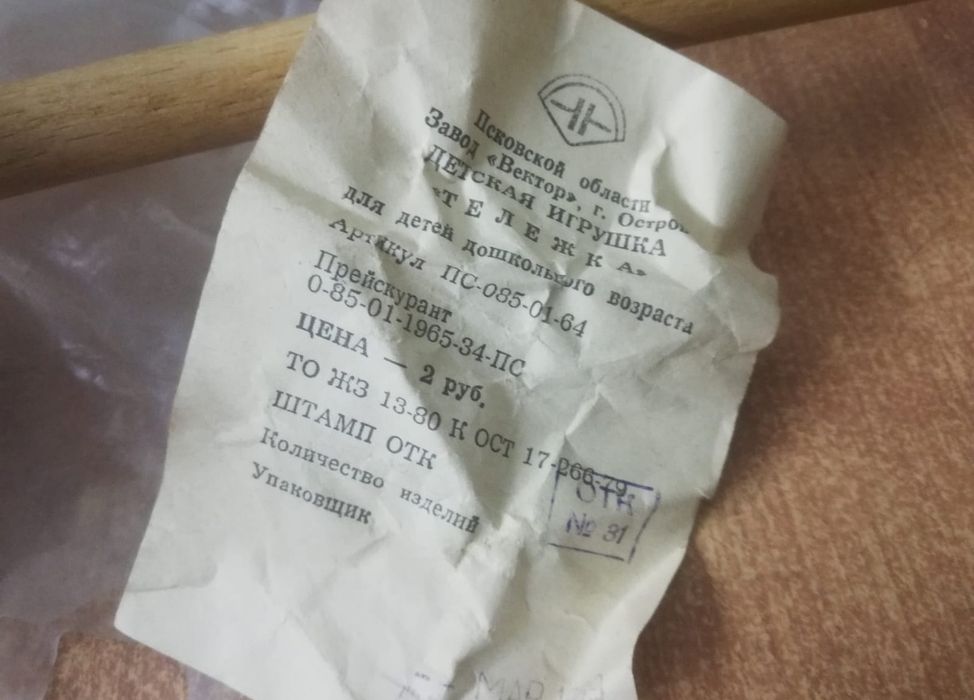 Псковской области
Завод «Вектор», г. Остров
ДЕТСКАЯ ИГРУШКА
«ТЕЛЕЖКА»
для детей дошкольного возраста
Артикул ПС-085-01-64
Прейскурант
0-85-01-1965-34-ПС
ЦЕНА — 2 руб.
ТО ЖЗ 13-80 К ОСТ 17-266-79
ШТАМП ОТК
ОТК
№ 31
Количество изделий
Упаковщик